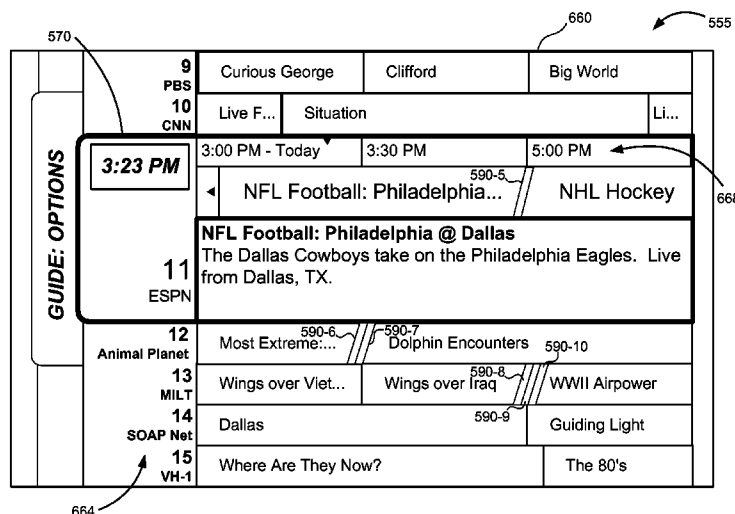 660
555
570
9 PBS Curious George Clifford Big World
10 CNN Live F... Situation Li...
3:23 PM 3:00 PM - Today 3:30 PM 5:00 PM
668
590-5
NFL Football: Philadelphia... NHL Hockey
GUIDE: OPTIONS
NFL Football: Philadelphia @ Dallas
The Dallas Cowboys take on the Philadelphia Eagles. Live
from Dallas, TX.
11
ESPN
12 Animal Planet Most Extreme:... 590-6 590-7 Dolphin Encounters
590-10
13 MILT Wings over Viet... Wings over Iraq 590-8 WWII Airpower
590-9
14 SOAP Net Dallas Guiding Light
15 VH-1 Where Are They Now? The 80's
664